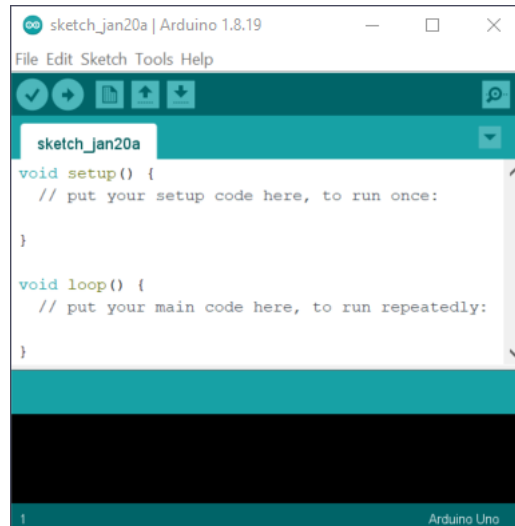 sketch_jan20a | Arduino 1.8.19
File Edit Sketch Tools Help
sketch_jan20a
void setup() {
// put your setup code here, to run once:
}
void loop() {
// put your main code here, to run repeatedly:
}
1 Arduino Uno